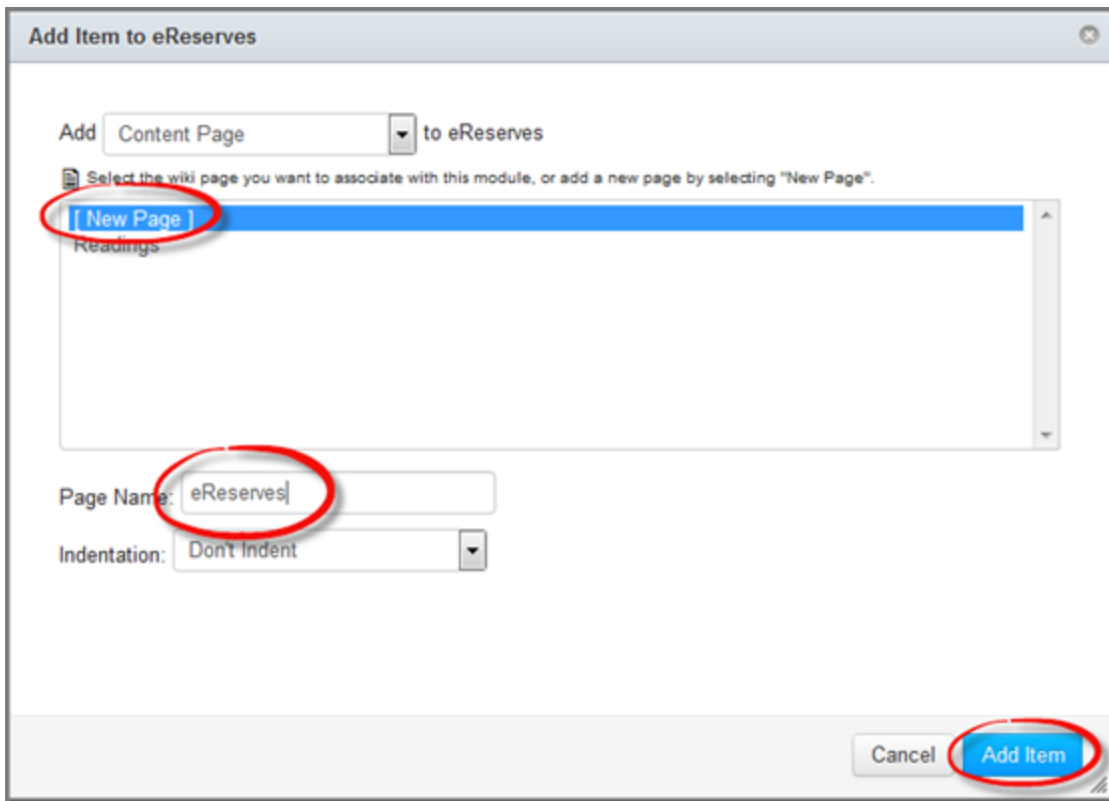 Add Item to eReserves
Add Content Page to eReserves
Select the wiki page you want to associate with this module, or add a new page by selecting "New Page".
[ New Page ]
Readings
Page Name: eReserves
Indentation: Don't Indent
Cancel Add Item